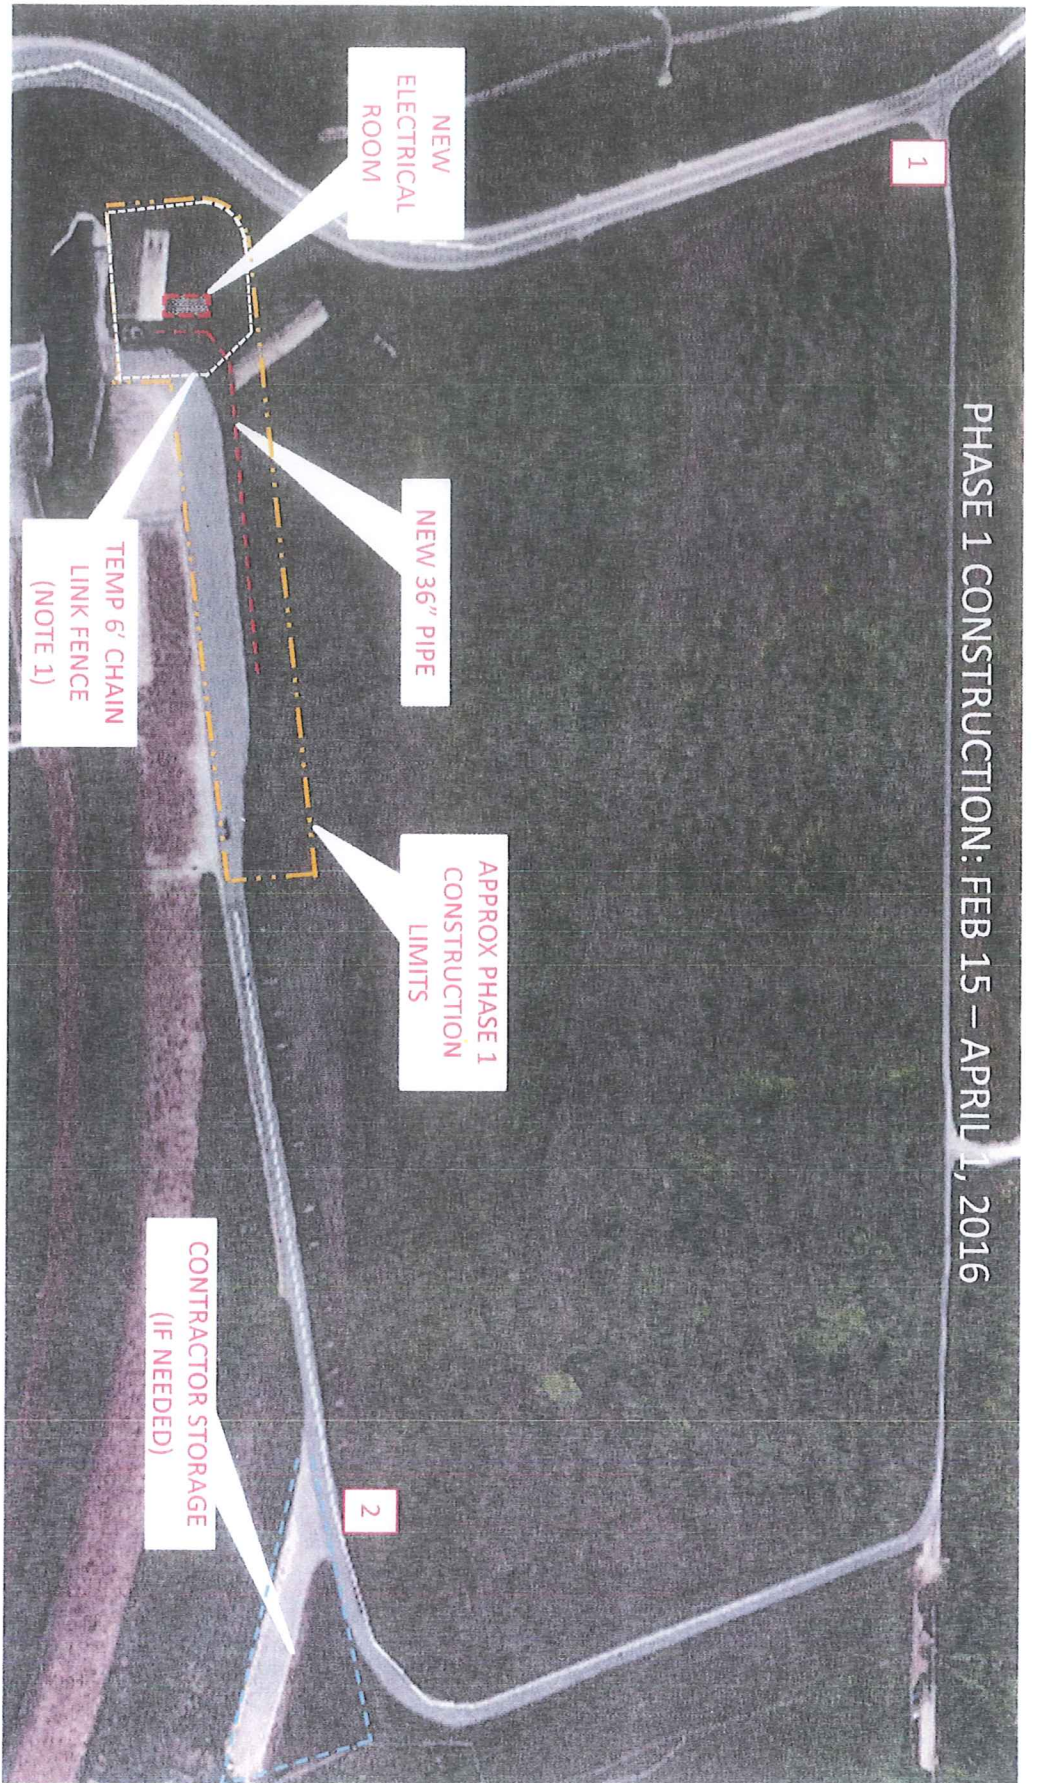 PHASE 1 CONSTRUCTION: FEB 15 – APRIL 1, 2016
1
NEW
ELECTRICAL
ROOM
NEW 36” PIPE
APPROX PHASE 1
CONSTRUCTION
LIMITS
2
TEMP 6’ CHAIN
LINK FENCE
(NOTE 1)
CONTRACTOR STORAGE
(IF NEEDED)